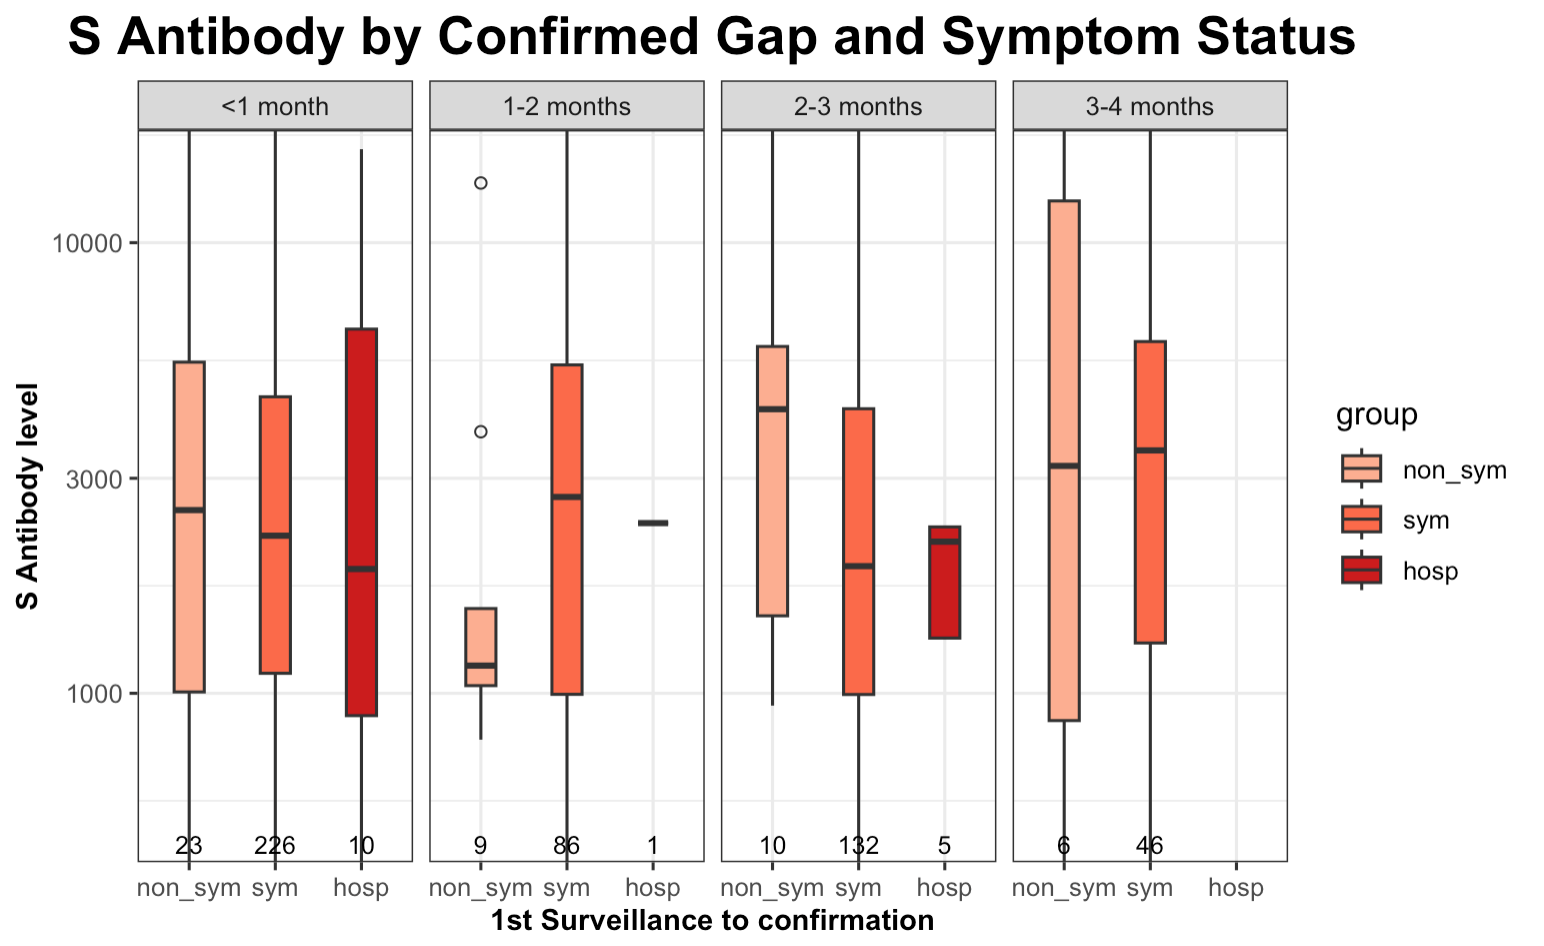 S Antibody by Confirmed Gap and Symptom Status
<1 month
1-2 months
2-3 months
3-4 months
10000
3000
1000
S Antibody level
23 226 10
9 86 1
10 132 5
6 46
non_sym sym hosp
non_sym sym hosp
non_sym sym hosp
non_sym sym hosp
1st Surveillance to confirmation
group
non_sym
sym
hosp